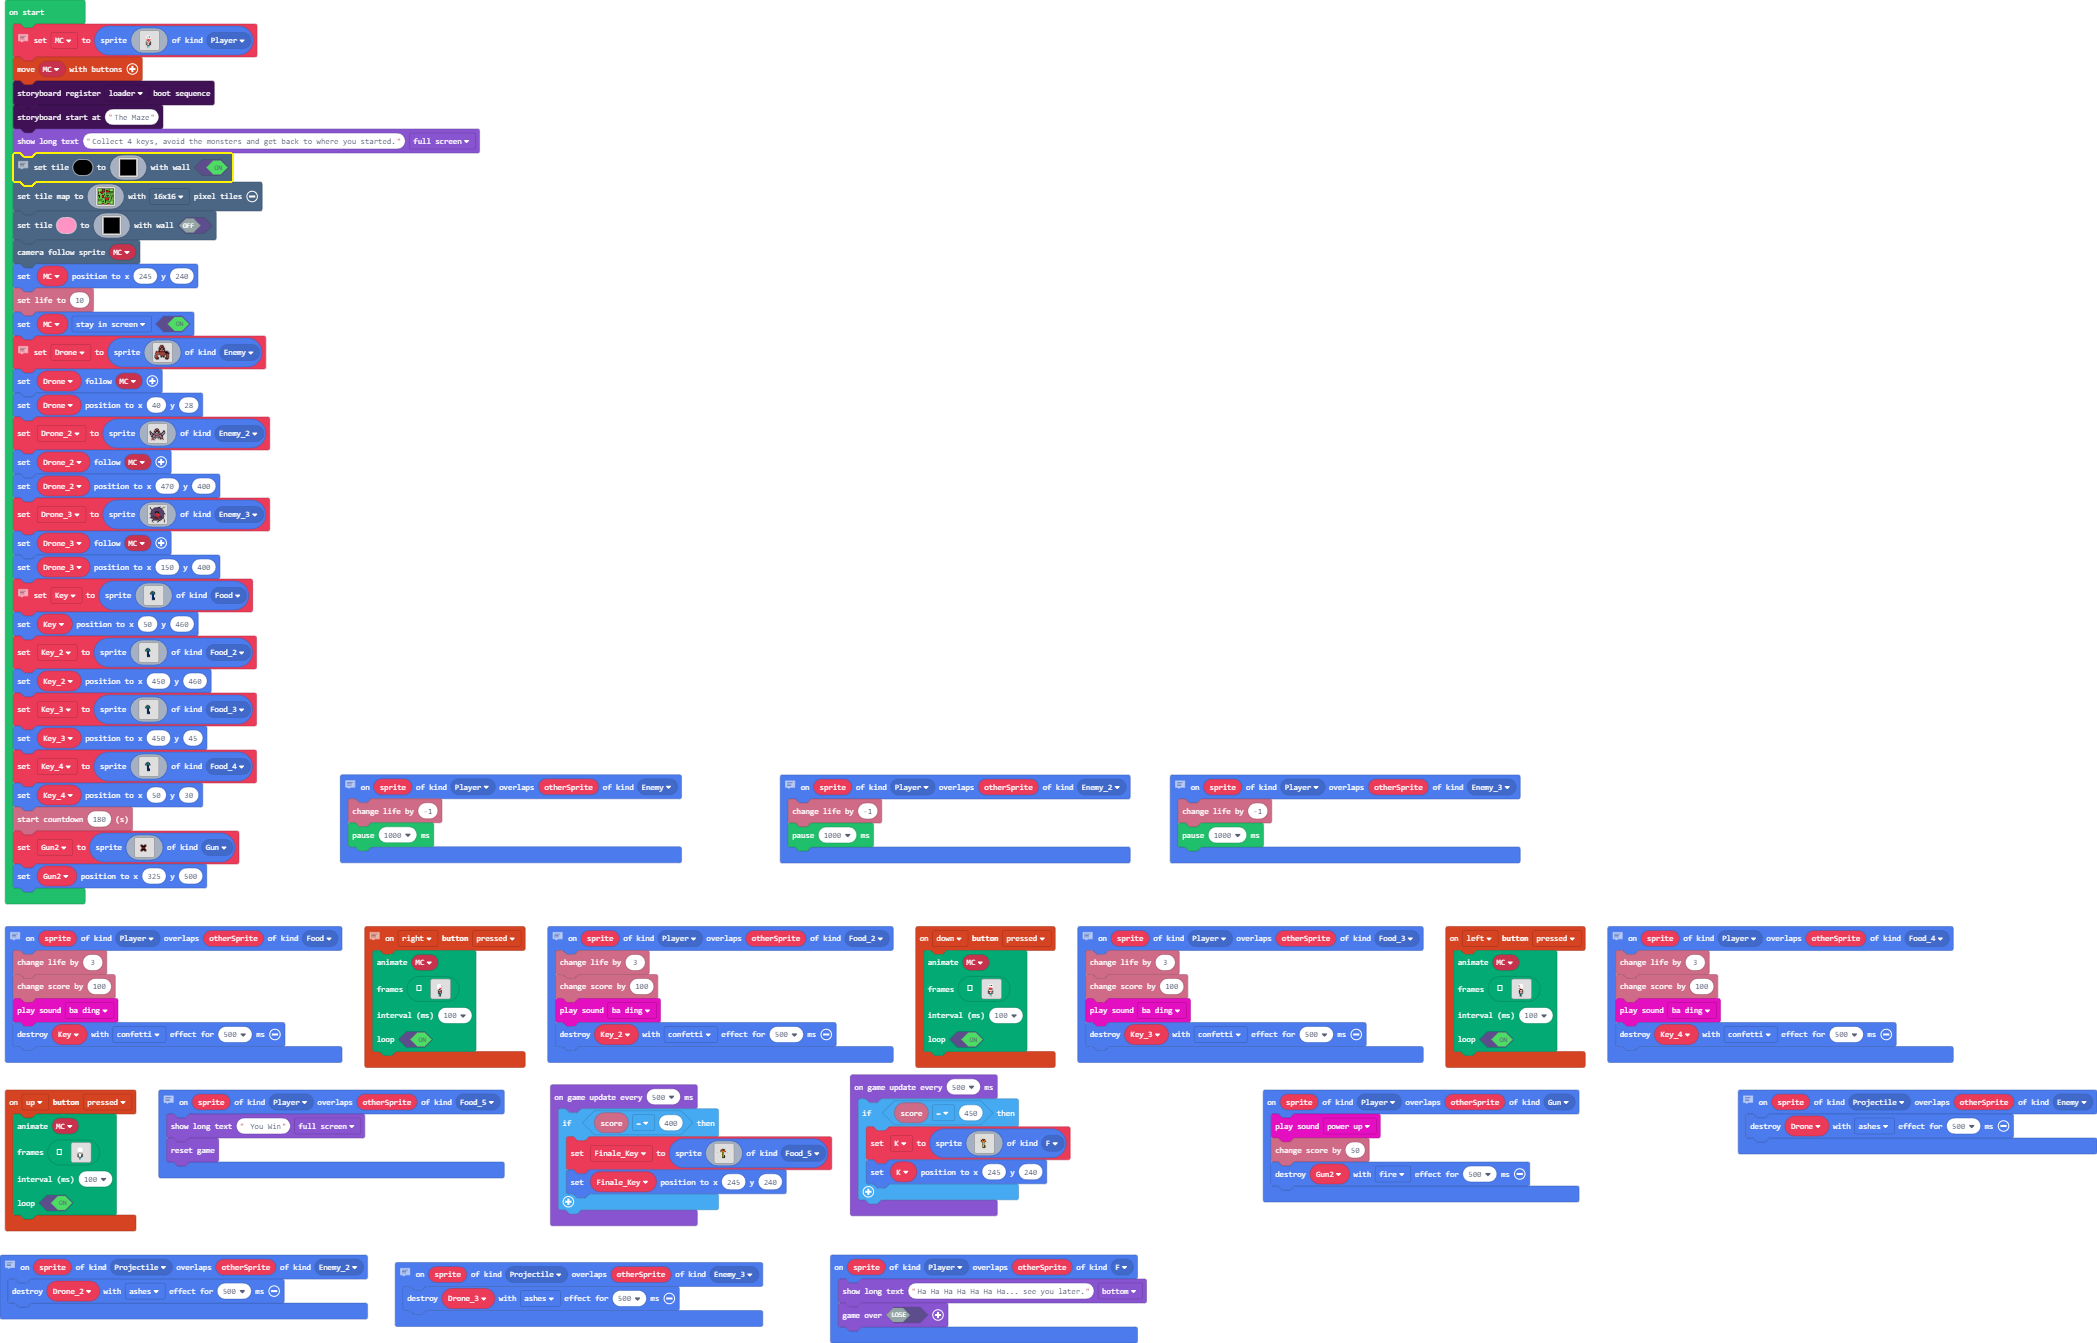 on start
set MC to sprite of kind Player
move MC with buttons
storyboard register loader boot sequence
storyboard start at "The Maze"
show long text "Collect 4 keys, avoid the monsters and get back to where you started." full screen
set tile to with wall ON
set tile map to with 16x16 pixel tiles
set tile to with wall OFF
camera follow sprite MC
set MC position to x 245 y 240
set life to 10
set MC stay in screen ON
set Drone to sprite of kind Enemy
set Drone follow MC
set Drone position to x 40 y 28
set Drone_2 to sprite of kind Enemy_2
set Drone_2 follow MC
set Drone_2 position to x 470 y 400
set Drone_3 to sprite of kind Enemy_3
set Drone_3 follow MC
set Drone_3 position to x 150 y 400
set Key to sprite of kind Food
set Key position to x 50 y 460
set Key_2 to sprite of kind Food_2
set Key_2 position to x 450 y 460
set Key_3 to sprite of kind Food_3
set Key_3 position to x 450 y 45
set Key_4 to sprite of kind Food_4
set Key_4 position to x 50 y 30
start countdown 180 (s)
set Gun2 to sprite of kind Gun
set Gun2 position to x 325 y 500
on sprite of kind Player overlaps otherSprite of kind Enemy
change life by -1
pause 1000 ms
on sprite of kind Player overlaps otherSprite of kind Enemy_2
change life by -1
pause 1000 ms
on sprite of kind Player overlaps otherSprite of kind Enemy_3
change life by -1
pause 1000 ms
on sprite of kind Player overlaps otherSprite of kind Food
change life by 3
change score by 100
play sound ba ding
destroy Key with confetti effect for 500 ms
on right button pressed
animate MC
frames
interval (ms) 100
loop ON
on sprite of kind Player overlaps otherSprite of kind Food_2
change life by 3
change score by 100
play sound ba ding
destroy Key_2 with confetti effect for 500 ms
on down button pressed
animate MC
frames
interval (ms) 100
loop ON
on sprite of kind Player overlaps otherSprite of kind Food_3
change life by 3
change score by 100
play sound ba ding
destroy Key_3 with confetti effect for 500 ms
on left button pressed
animate MC
frames
interval (ms) 100
loop ON
on sprite of kind Player overlaps otherSprite of kind Food_4
change life by 3
change score by 100
play sound ba ding
destroy Key_4 with confetti effect for 500 ms
on up button pressed
animate MC
frames
interval (ms) 100
loop ON
on sprite of kind Player overlaps otherSprite of kind Food_5
show long text " You Win" full screen
reset game
on game update every 500 ms
if score = 400 then
set Finale_Key to sprite of kind Food_5
set Finale_Key position to x 245 y 240
on game update every 500 ms
if score = 450 then
set K to sprite of kind F
set K position to x 245 y 240
on sprite of kind Player overlaps otherSprite of kind Gun
play sound power up
change score by 50
destroy Gun2 with fire effect for 500 ms
on sprite of kind Projectile overlaps otherSprite of kind Enemy
destroy Drone with ashes effect for 500 ms
on sprite of kind Projectile overlaps otherSprite of kind Enemy_2
destroy Drone_2 with ashes effect for 500 ms
on sprite of kind Projectile overlaps otherSprite of kind Enemy_3
destroy Drone_3 with ashes effect for 500 ms
on sprite of kind Player overlaps otherSprite of kind F
show long text "Ha Ha Ha Ha Ha Ha Ha... see you later." bottom
game over LOSE